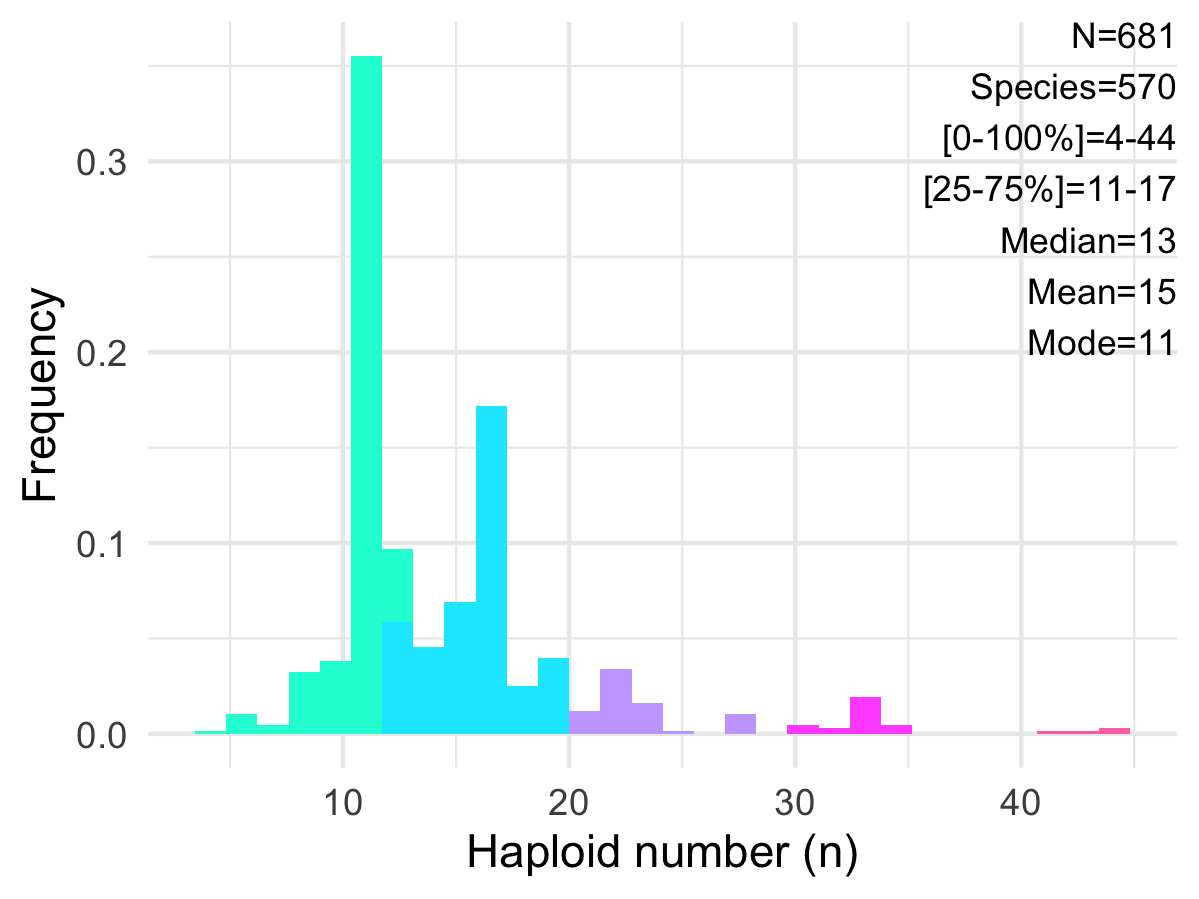 N=681
Species=570
[0-100%]=4-44
[25-75%]=11-17
Median=13
Mean=15
Mode=11
Frequency
0.3
0.2
0.1
0.0
10
20
30
40
Haploid number (n)